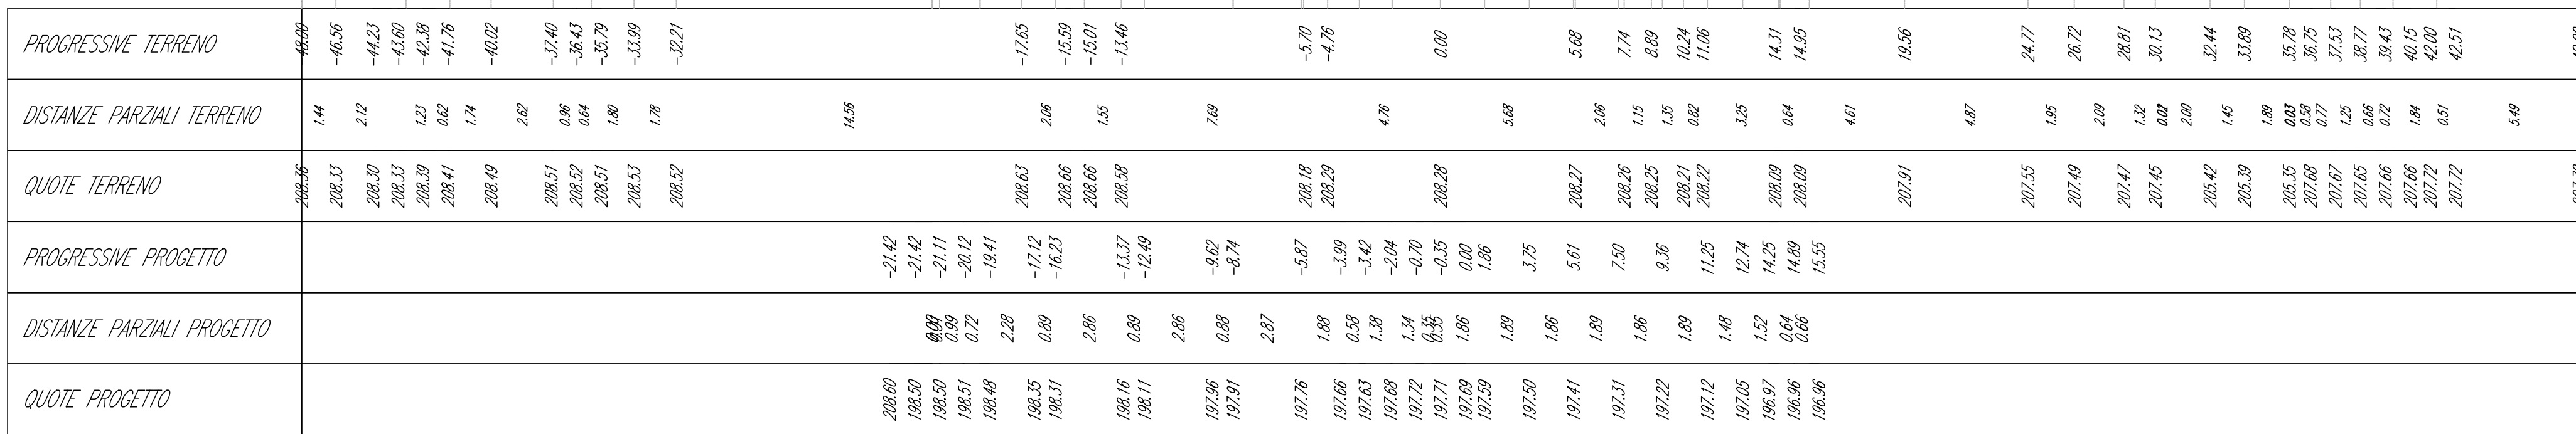 PROGRESSIVE TERRENO -48.00 -46.56 -44.23 -43.60 -42.38 -41.76 -40.02 -37.40 -36.43 -35.79 -33.99 -32.21 -17.65 -15.59 -15.01 -13.46 -5.70 -4.76 0.00 5.68 7.74 8.89 10.24 11.06 14.31 14.95 19.56 24.77 26.72 28.81 30.13 32.44 33.89 35.78 36.75 37.53 38.77 39.43 40.15 42.00 42.51
DISTANZE PARZIALI TERRENO 1.44 2.12 1.23 0.62 1.74 2.62 0.96 0.64 1.80 1.78 14.56 2.06 1.55 7.69 4.76 5.68 2.06 1.15 1.35 0.82 3.25 0.64 4.61 4.87 1.95 2.09 1.32 0.02 2.00 1.45 1.89 0.03 0.58 0.77 1.25 0.66 0.72 1.84 0.51 5.49
QUOTE TERRENO 208.36 208.33 208.30 208.33 208.39 208.41 208.49 208.51 208.52 208.51 208.53 208.52 208.63 208.66 208.66 208.58 208.18 208.29 208.28 208.27 208.26 208.25 208.21 208.22 208.09 208.09 207.91 207.55 207.49 207.47 207.45 205.42 205.39 205.35 207.68 207.67 207.65 207.66 207.66 207.72 207.72
PROGRESSIVE PROGETTO -21.42 -21.42 -21.11 -20.12 -19.41 -17.12 -16.23 -13.37 -12.49 -9.62 -8.74 -5.87 -3.99 -3.42 -2.04 -0.70 -0.35 0.00 1.86 3.75 5.61 7.50 9.36 11.25 12.74 14.25 14.89 15.55
DISTANZE PARZIALI PROGETTO 0.99 0.72 2.28 0.89 2.86 0.89 2.86 0.88 2.87 1.88 0.58 1.38 1.34 0.35 0.35 1.86 1.89 1.86 1.89 1.86 1.89 1.48 1.52 0.64 0.66
QUOTE PROGETTO 208.60 198.50 198.50 198.51 198.48 198.35 198.31 198.16 198.11 197.96 197.91 197.76 197.66 197.63 197.68 197.72 197.71 197.69 197.59 197.50 197.41 197.31 197.22 197.12 197.05 196.97 196.96 196.96